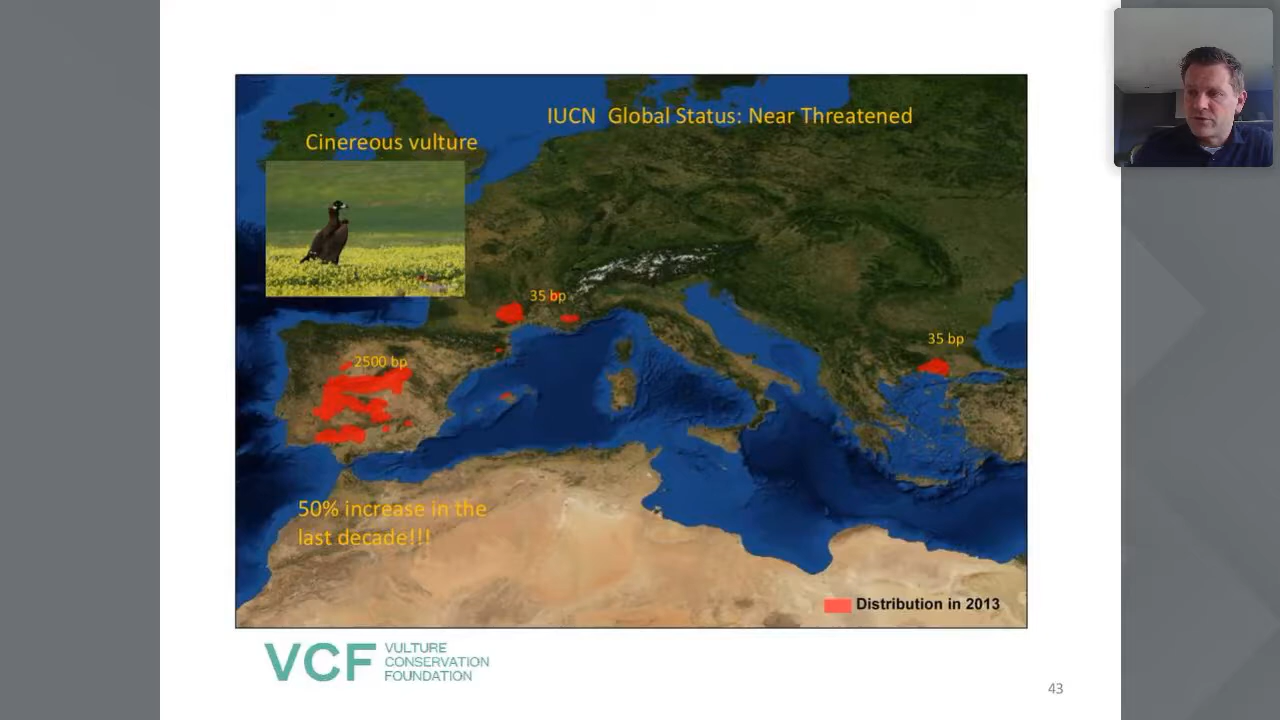 IUCN  Global Status: Near Threatened
Cinereous vulture
35 bp
35 bp
2500 bp
50% increase in the
last decade!!!
Distribution in 2013
VCF
VULTURE
CONSERVATION
FOUNDATION
43